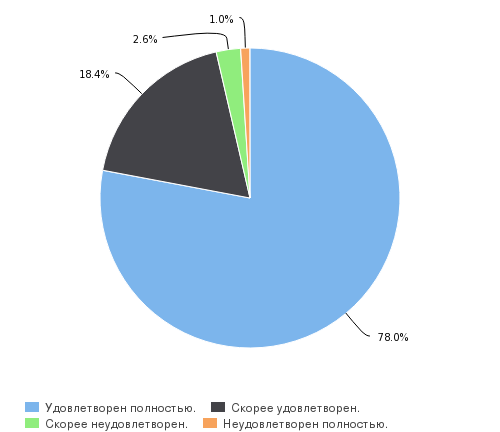 1.0%
2.6%
18.4%
78.0%
Удовлетворен полностью. Скорее удовлетворен.
Скорее неудовлетворен. Неудовлетворен полностью.